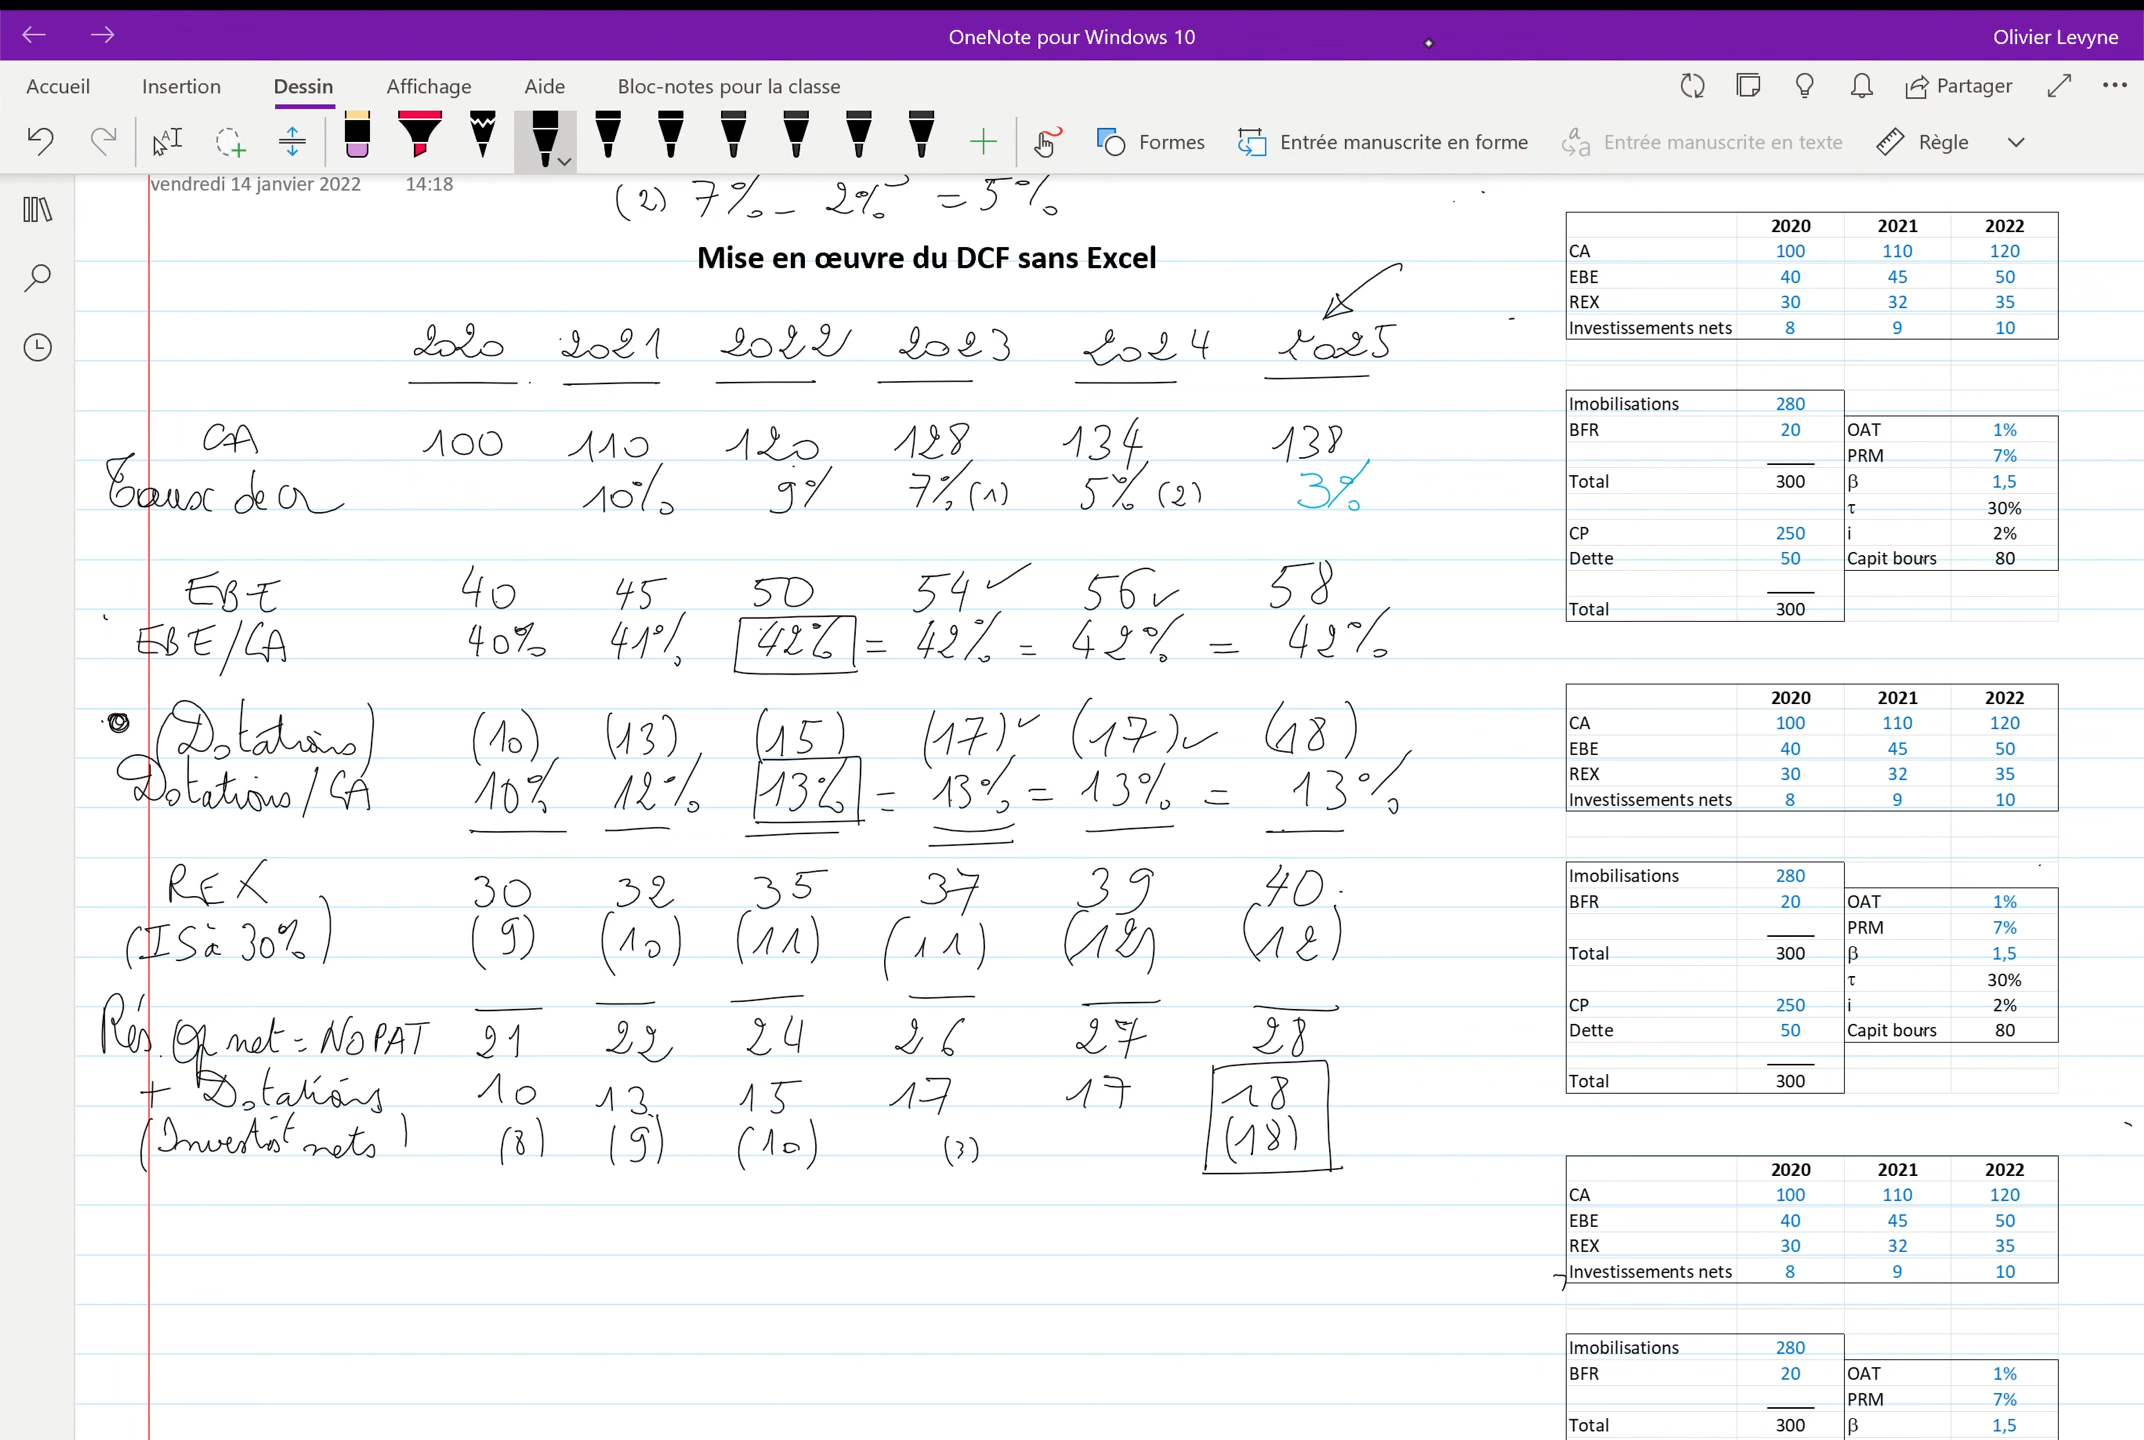 OneNote pour Windows 10
Olivier Levyne
Accueil Insertion Dessin Affichage Aide Bloc-notes pour la classe Partager
Formes Entrée manuscrite en forme Entrée manuscrite en texte Règle
vendredi 14 janvier 2022 14:18
(2) 7% - 2% = 5%
Mise en œuvre du DCF sans Excel
2020 2021 2022 2023 2024 2025
CA 100 110 120 128 134 138
Taux de cr 10% 9% 7% (1) 5% (2) 3%
EBE 40 45 50 54 ✓ 56 ✓ 58
EBE/CA 40% 41% 42% = 42% = 42% = 42%
(Dotations) (10) (13) (15) (17) ✓ (17) ✓ (18)
Dotations/CA 10% 12% 13% = 13% = 13% = 13%
REX 30 32 35 37 39 40
(IS à 30%) (9) (10) (11) (11) (12) (12)
Rés. net = NOPAT 21 22 24 26 27 28
+ Dotations 10 13 15 17 17 18
(Investist nets) (8) (9) (10) (3) (18)
2020 2021 2022
CA 100 110 120
EBE 40 45 50
REX 30 32 35
Investissements nets 8 9 10
Imobilisations 280
BFR 20 OAT 1%
PRM 7%
Total 300 β 1,5
τ 30%
CP 250 i 2%
Dette 50 Capit bours 80
Total 300
2020 2021 2022
CA 100 110 120
EBE 40 45 50
REX 30 32 35
Investissements nets 8 9 10
Imobilisations 280
BFR 20 OAT 1%
PRM 7%
Total 300 β 1,5
τ 30%
CP 250 i 2%
Dette 50 Capit bours 80
Total 300
2020 2021 2022
CA 100 110 120
EBE 40 45 50
REX 30 32 35
Investissements nets 8 9 10
Imobilisations 280
BFR 20 OAT 1%
PRM 7%
Total 300 β 1,5